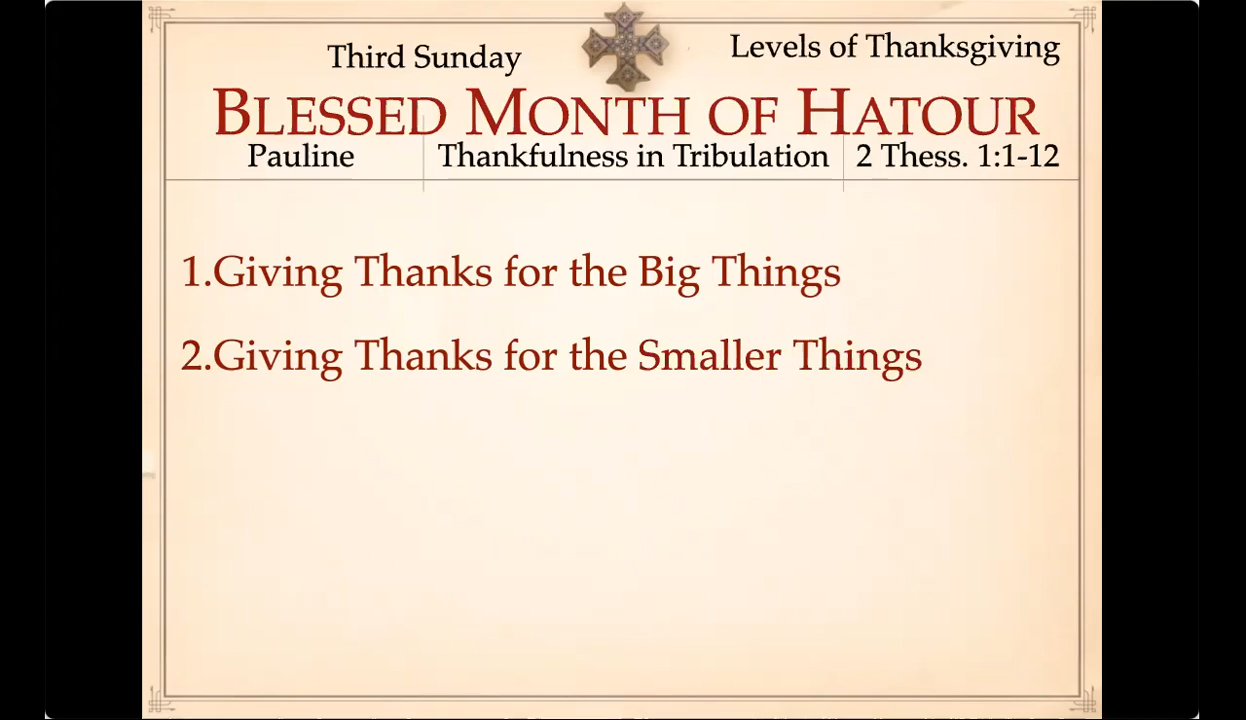 Third Sunday
Levels of Thanksgiving
BLESSED MONTH OF HATOUR
Pauline
Thankfulness in Tribulation
2 Thess. 1:1-12
1.Giving Thanks for the Big Things
2.Giving Thanks for the Smaller Things